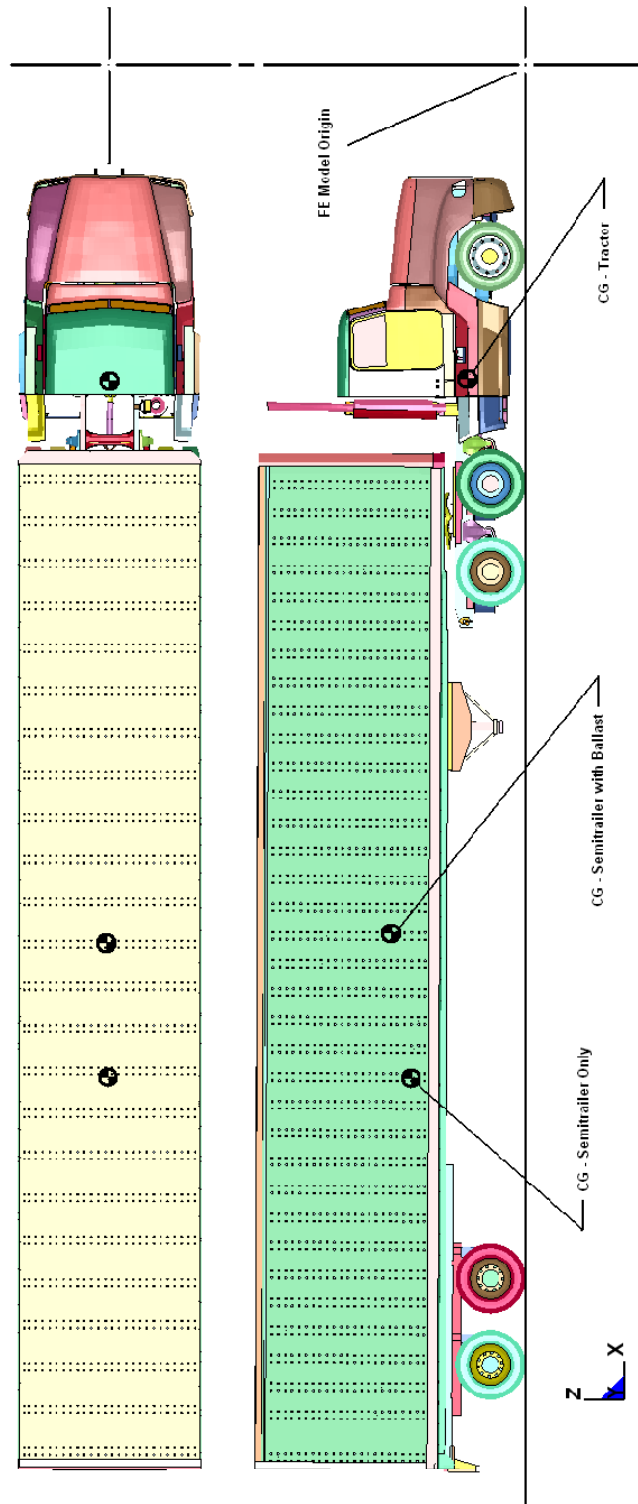 FE Model Origin
CG - Tractor
CG - Semitrailer with Ballast
CG - Semitrailer Only
Z
Y
X